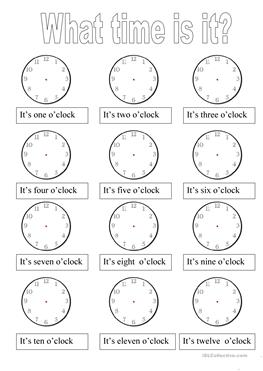 What time is it?
It's one o'clock
It's two o'clock
It's three o'clock
It's four o'clock
It's five o'clock
It's six o'clock
It's seven o'clock
It's eight o'clock
It's nine o'clock
It's ten o'clock
It's eleven o'clock
It's twelve o'clock
iSLCollective.com